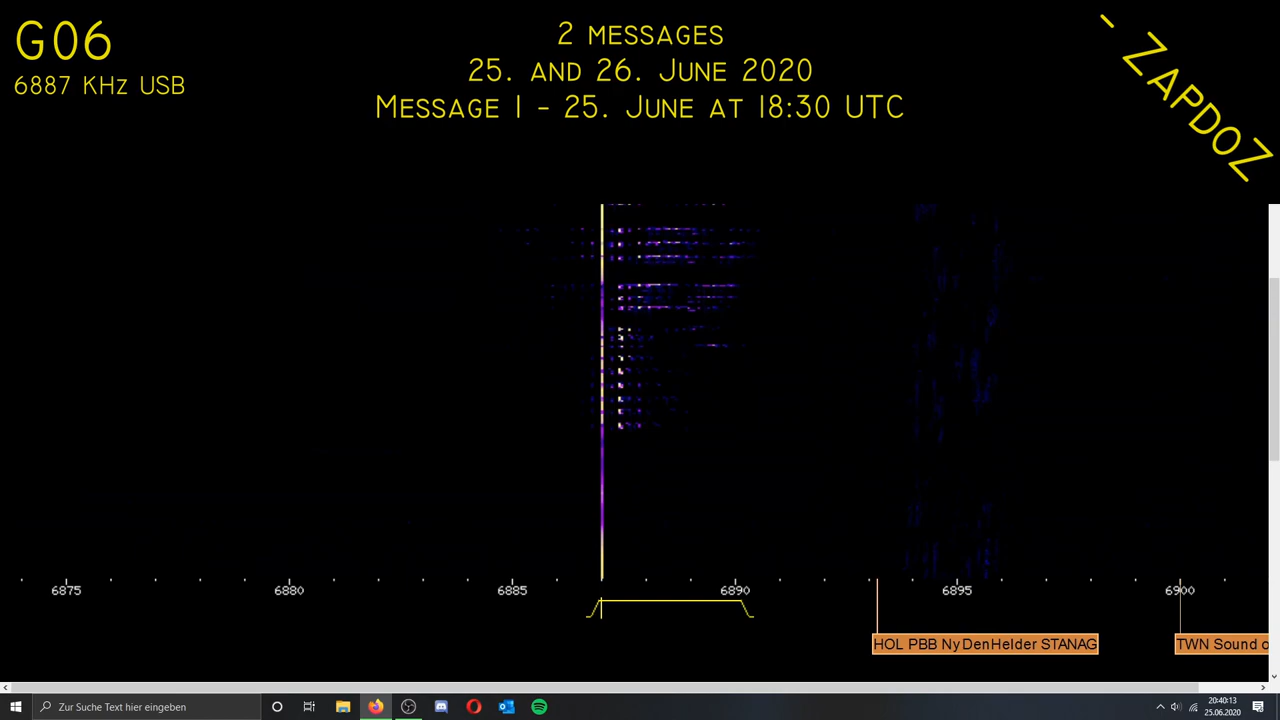 G06
6887 KHz USB
2 MESSAGES
25. AND 26. JUNE 2020
MESSAGE 1 - 25. JUNE AT 18:30 UTC
- ZAPDOZ
6875 6880 6885 6890 6895 6900
HOL PBB Ny DenHelder STANAG
TWN Sound o
Zur Suche Text hier eingeben
20:40:13
25.06.2020